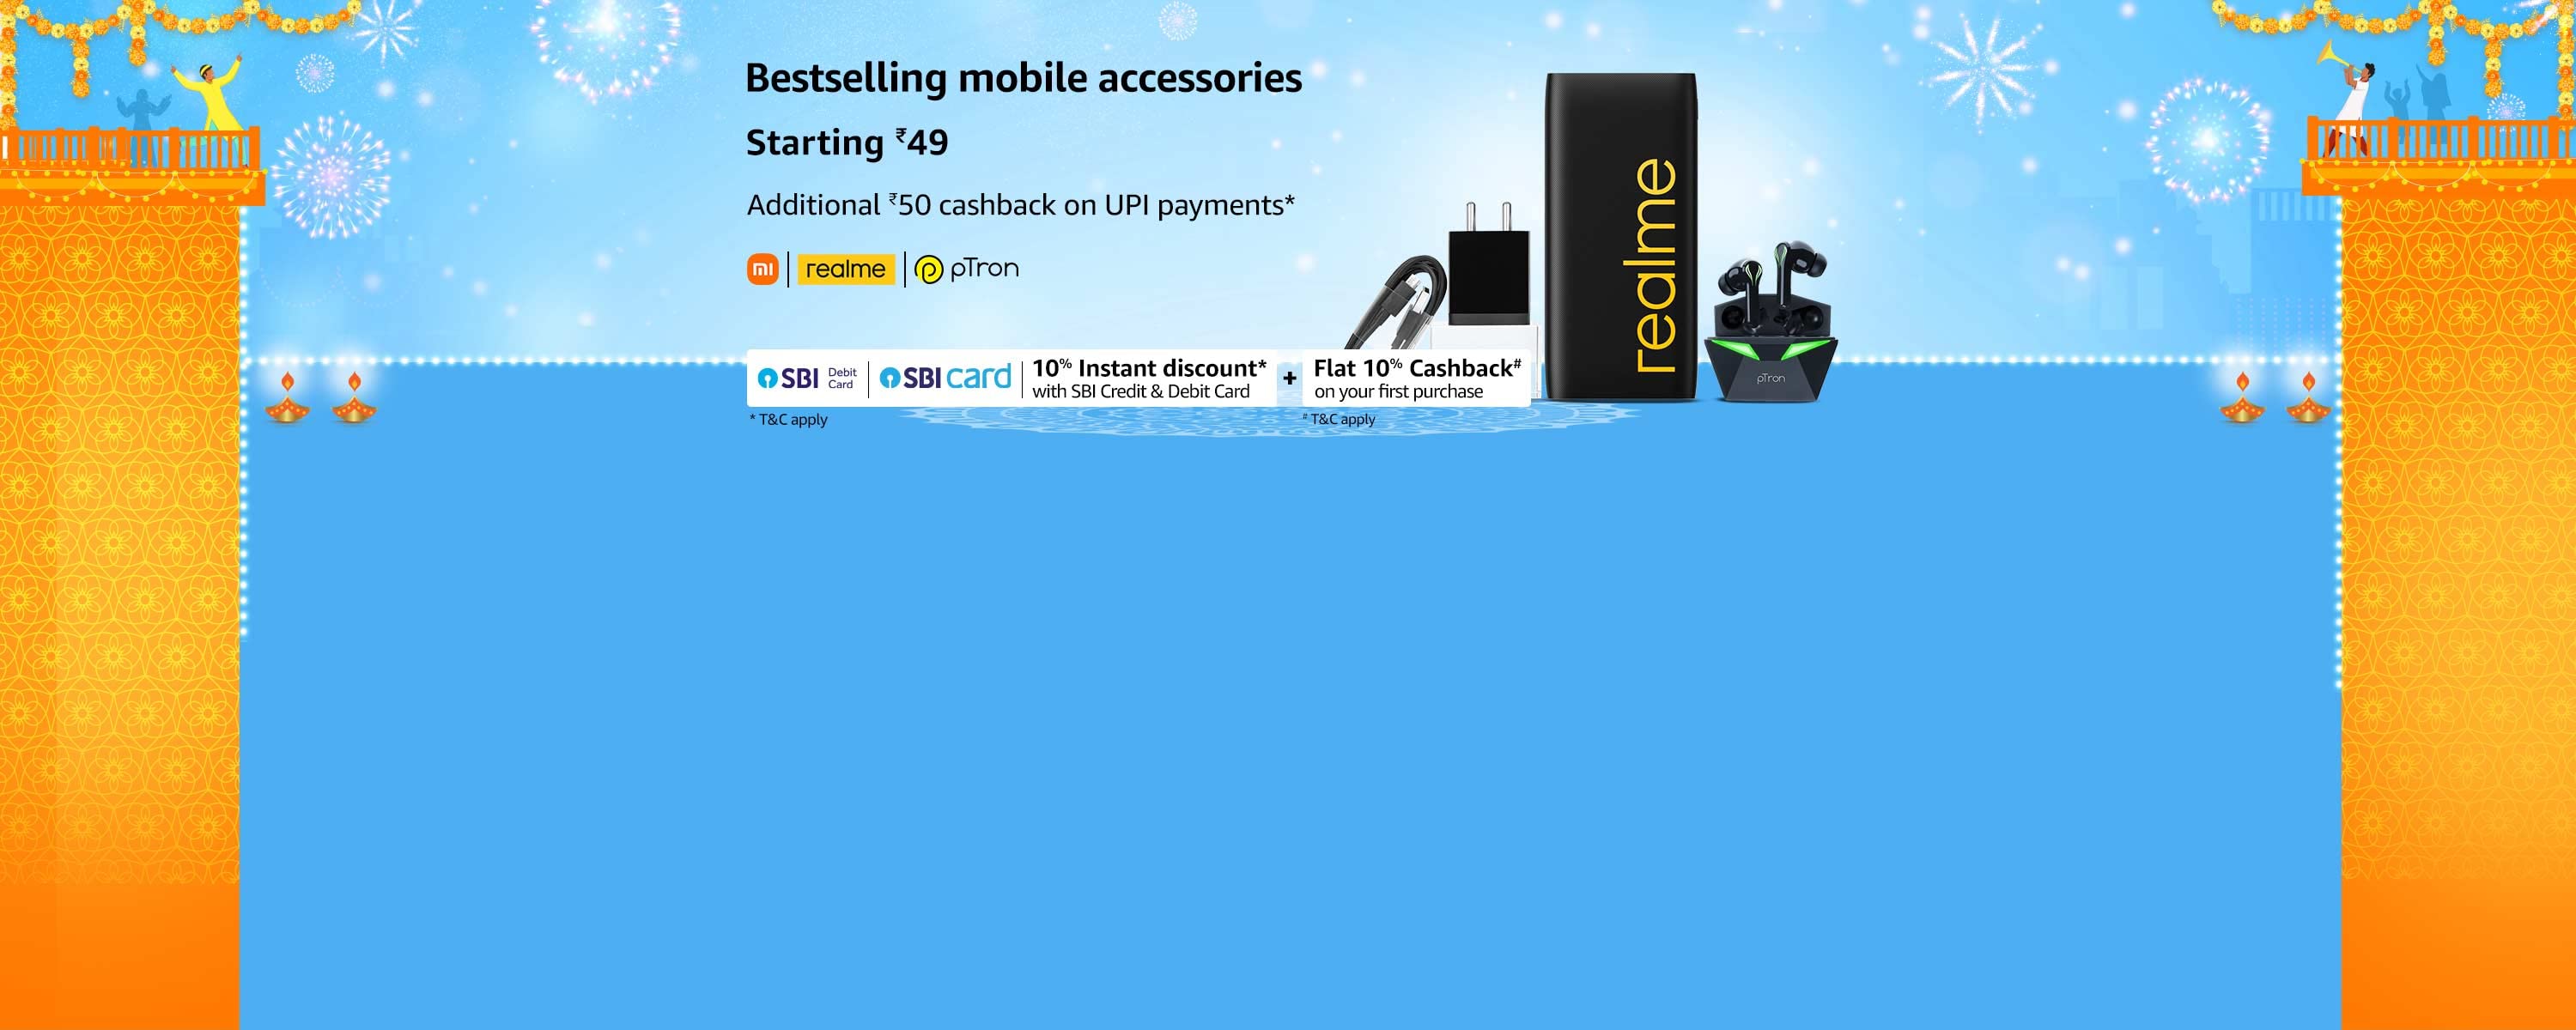 Bestselling mobile accessories
Starting ₹49
Additional ₹50 cashback on UPI payments*
mi | realme | pTron
realme
pTron
SBI Debit Card | SBI card | 10% Instant discount*
with SBI Credit & Debit Card
+
Flat 10% Cashback#
on your first purchase
* T&C apply
# T&C apply